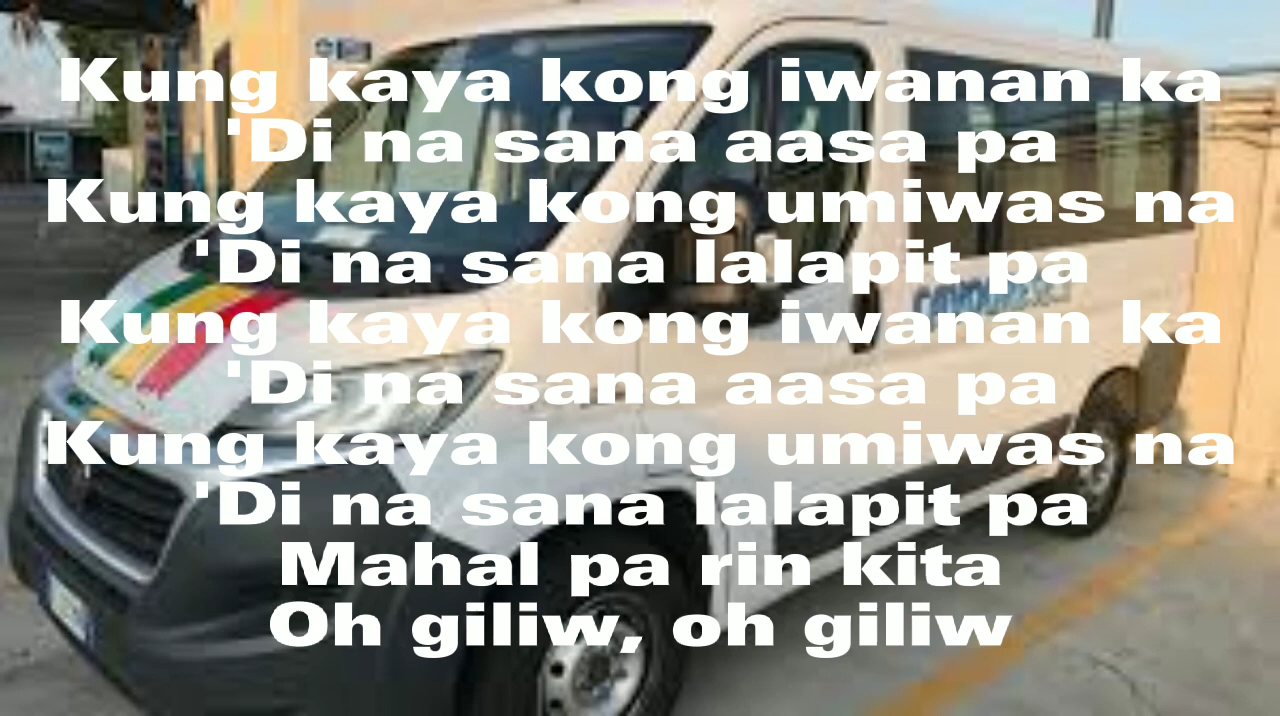 Kung kaya kong iwanan ka
'Di na sana aasa pa
Kung kaya kong umiwas na
'Di na sana lalapit pa
Kung kaya kong iwanan ka
'Di na sana aasa pa
Kung kaya kong umiwas na
'Di na sana lalapit pa
Mahal pa rin kita
Oh giliw, oh giliw